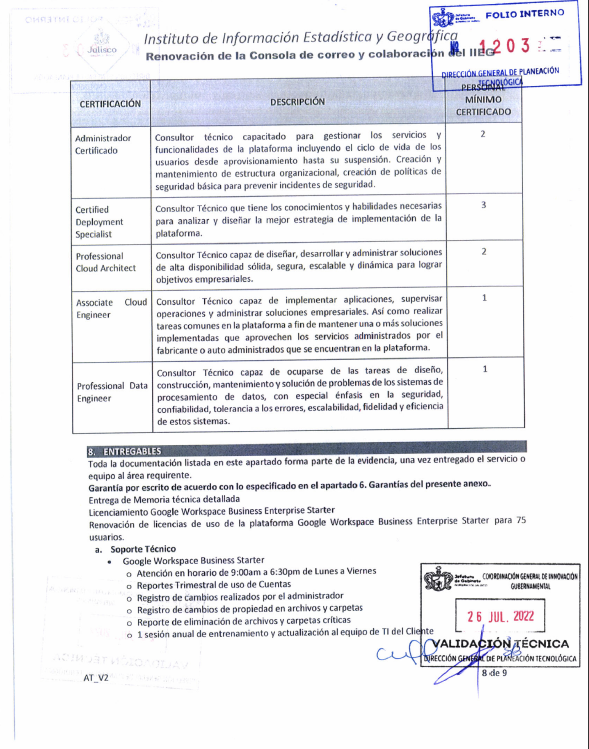 FOLIO INTERNO
Jefatura de Gabinete
Jalisco
Instituto de Información Estadística y Geográfica
Renovación de la Consola de correo y colaboración del IIEG
1203
DIRECCIÓN GENERAL DE PLANEACIÓN
TECNOLÓGICA
CERTIFICACIÓN
DESCRIPCIÓN
PERSONAL
MÍNIMO
CERTIFICADO
Administrador
Certificado
Consultor técnico capacitado para gestionar los servicios y
funcionalidades de la plataforma incluyendo el ciclo de vida de los
usuarios desde aprovisionamiento hasta su suspensión. Creación y
mantenimiento de estructura organizacional, creación de políticas de
seguridad básica para prevenir incidentes de seguridad.
2
Certified
Deployment
Specialist
Consultor Técnico que tiene los conocimientos y habilidades necesarias
para analizar y diseñar la mejor estrategia de implementación de la
plataforma.
3
Professional
Cloud Architect
Consultor Técnico capaz de diseñar, desarrollar y administrar soluciones
de alta disponibilidad sólida, segura, escalable y dinámica para lograr
objetivos empresariales.
2
Associate Cloud
Engineer
Consultor Técnico capaz de implementar aplicaciones, supervisar
operaciones y administrar soluciones empresariales. Así como realizar
tareas comunes en la plataforma a fin de mantener una o más soluciones
implementadas que aprovechen los servicios administrados por el
fabricante o auto administrados que se encuentran en la plataforma.
1
Professional Data
Engineer
Consultor Técnico capaz de ocuparse de las tareas de diseño,
construcción, mantenimiento y solución de problemas de los sistemas de
procesamiento de datos, con especial énfasis en la seguridad,
confiabilidad, tolerancia a los errores, escalabilidad, fidelidad y eficiencia
de estos sistemas.
1
8. ENTREGABLES
Toda la documentación listada en este apartado forma parte de la evidencia, una vez entregado el servicio o
equipo al área requirente.
Garantía por escrito de acuerdo con lo especificado en el apartado 6. Garantías del presente anexo.
Entrega de Memoria técnica detallada
Licenciamiento Google Workspace Business Enterprise Starter
Renovación de licencias de uso de la plataforma Google Workspace Business Enterprise Starter para 75
usuarios.
a. Soporte Técnico
• Google Workspace Business Starter
o Atención en horario de 9:00am a 6:30pm de Lunes a Viernes
o Reportes Trimestral de uso de Cuentas
o Registro de Cambios realizados por el administrador
o Registro de cambios de propiedad en archivos y carpetas
o Reporte de eliminación de archivos y carpetas críticas
o 1 sesión anual de entrenamiento y actualización al equipo de TI del Cliente
Jefatura de Gabinete
COORDINACIÓN GENERAL DE INNOVACIÓN
GUBERNAMENTAL
26 JUL. 2022
VALIDACIÓN TÉCNICA
DIRECCIÓN GENERAL DE PLANEACIÓN TECNOLÓGICA
AT_V2
8 de 9